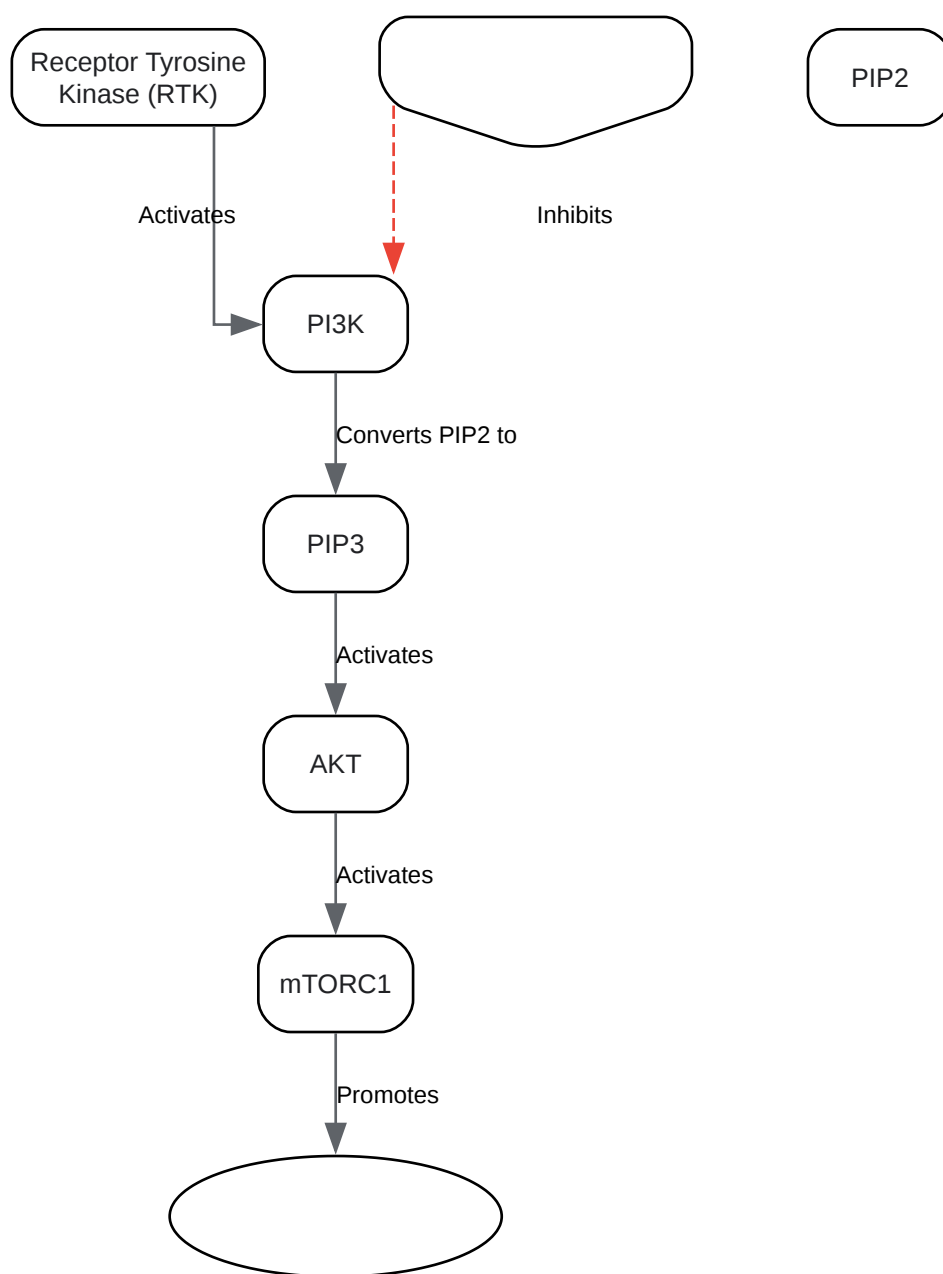 Receptor Tyrosine
Kinase (RTK)
PIP2
Activates
Inhibits
PI3K
Converts PIP2 to
PIP3
Activates
AKT
Activates
mTORC1
Promotes